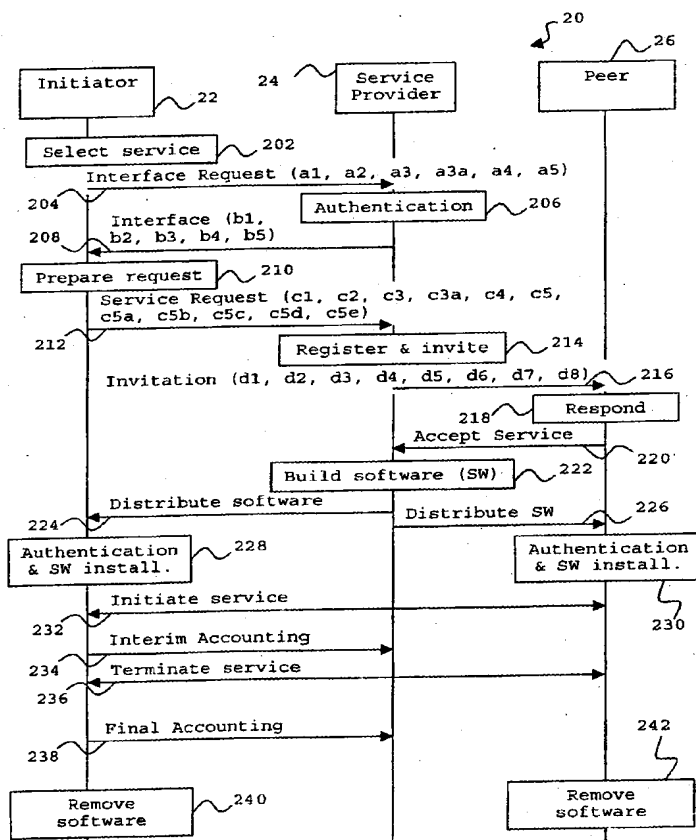 20
26
Initiator
22
24
Service
Provider
Peer
Select service
202
Interface Request (a1, a2, a3, a3a, a4, a5)
204
Authentication
206
Interface (b1,
b2, b3, b4, b5)
208
Prepare request
210
Service Request (c1, c2, c3, c3a, c4, c5,
c5a, c5b, c5c, c5d, c5e)
212
Register & invite
214
Invitation (d1, d2, d3, d4, d5, d6, d7, d8)
216
218
Respond
Accept Service
220
Build software (SW)
222
Distribute software
224
Distribute SW
226
Authentication
& SW install.
228
Authentication
& SW install.
230
Initiate service
232
Interim Accounting
234
Terminate service
236
Final Accounting
238
242
Remove
software
240
Remove
software